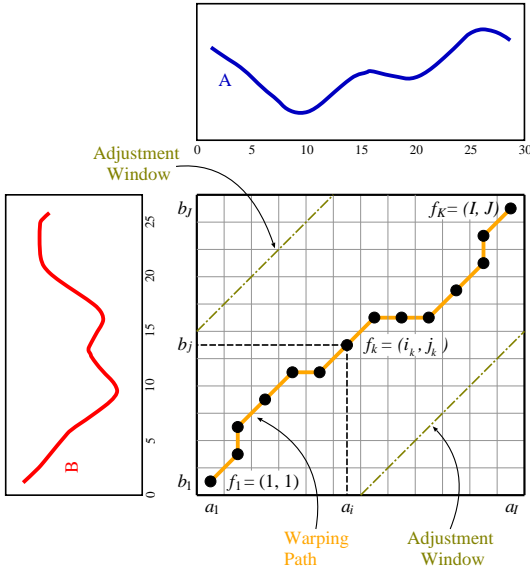 A
0 5 10 15 20 25 30
Adjustment
Window
B
0 5 10 15 20 25
b_J
f_K = (I, J)
b_j
f_k = (i_k, j_k)
b_1
f_1 = (1, 1)
a_1 a_i a_I
Warping
Path
Adjustment
Window